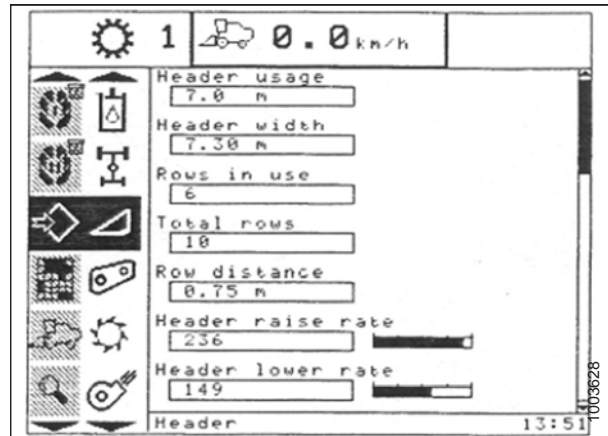 1
0.0 km/h
Header usage
7.0 m
Header width
7.30 m
Rows in use
6
Total rows
10
Row distance
0.75 m
Header raise rate
236
Header lower rate
149
Header
13:51
1003628